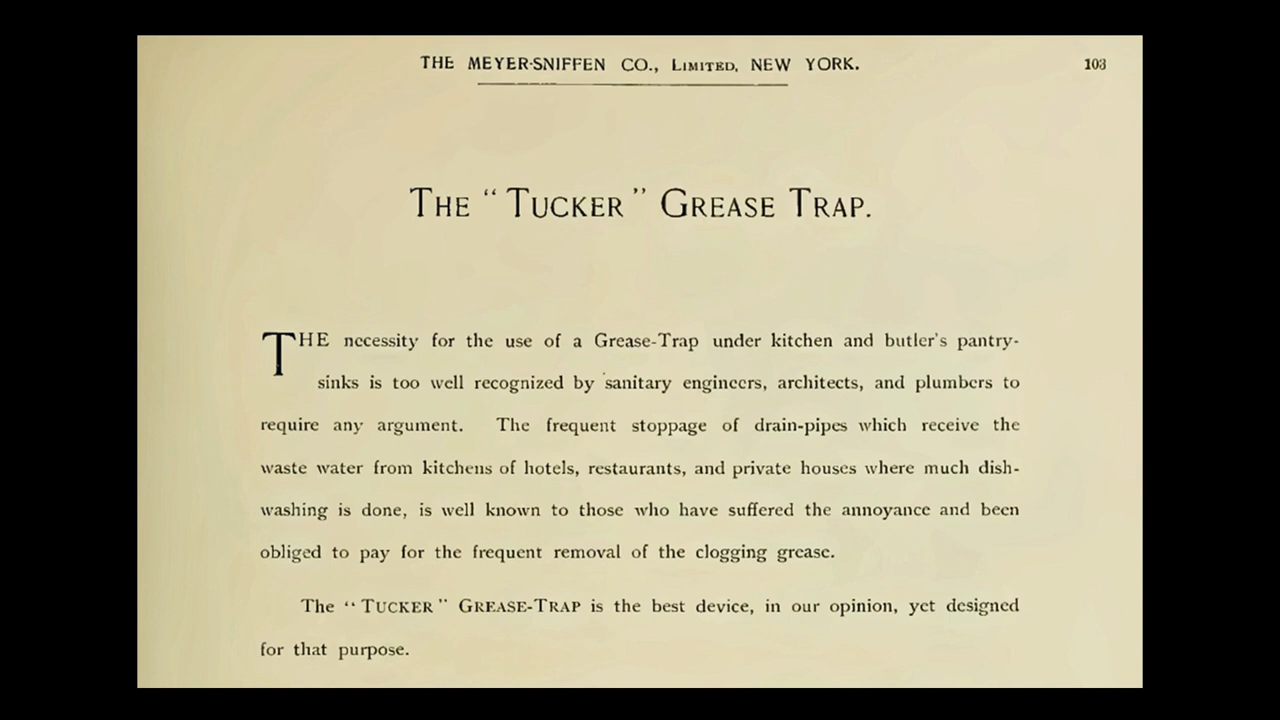 THE MEYER-SNIFFEN CO., LIMITED, NEW YORK. 103
THE “TUCKER” GREASE TRAP.
THE necessity for the use of a Grease-Trap under kitchen and butler's pantry-
sinks is too well recognized by sanitary engineers, architects, and plumbers to
require any argument. The frequent stoppage of drain-pipes which receive the
waste water from kitchens of hotels, restaurants, and private houses where much dish-
washing is done, is well known to those who have suffered the annoyance and been
obliged to pay for the frequent removal of the clogging grease.
The “TUCKER” GREASE-TRAP is the best device, in our opinion, yet designed
for that purpose.